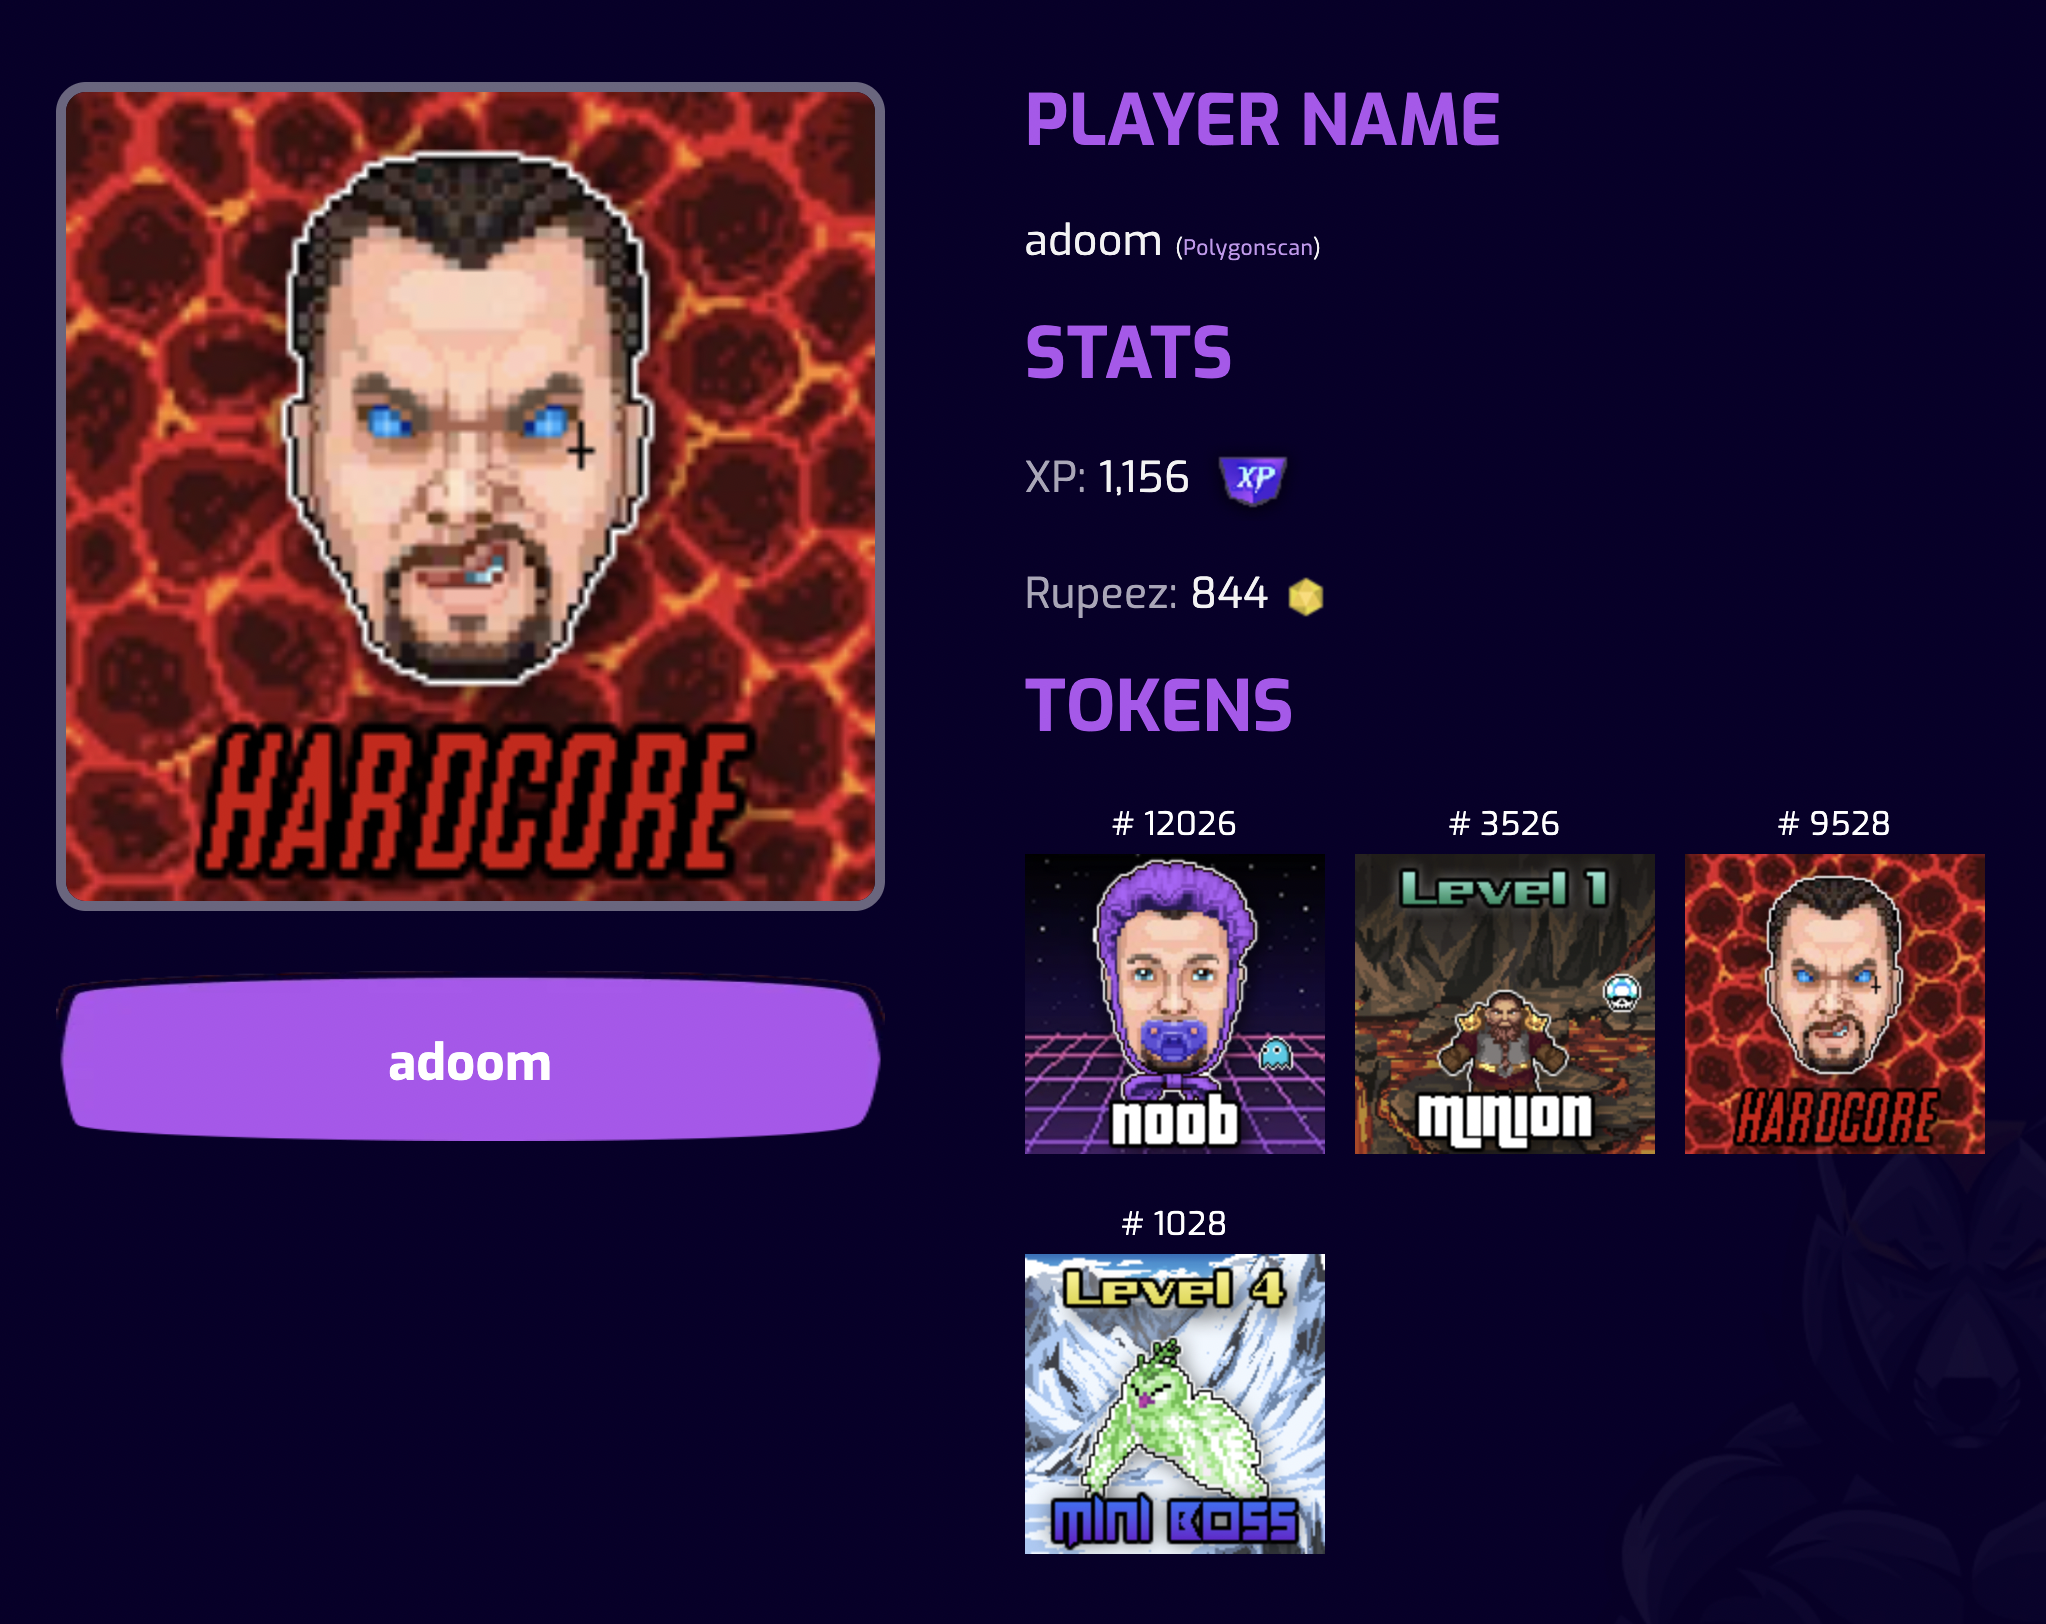 HARDCORE
adoom
PLAYER NAME
adoom (Polygonscan)
STATS
XP: 1,156 XP
Rupeez: 844
TOKENS
# 12026
noob
# 3526
Level 1
minion
# 9528
HARDCORE
# 1028
Level 4
mini BOSS